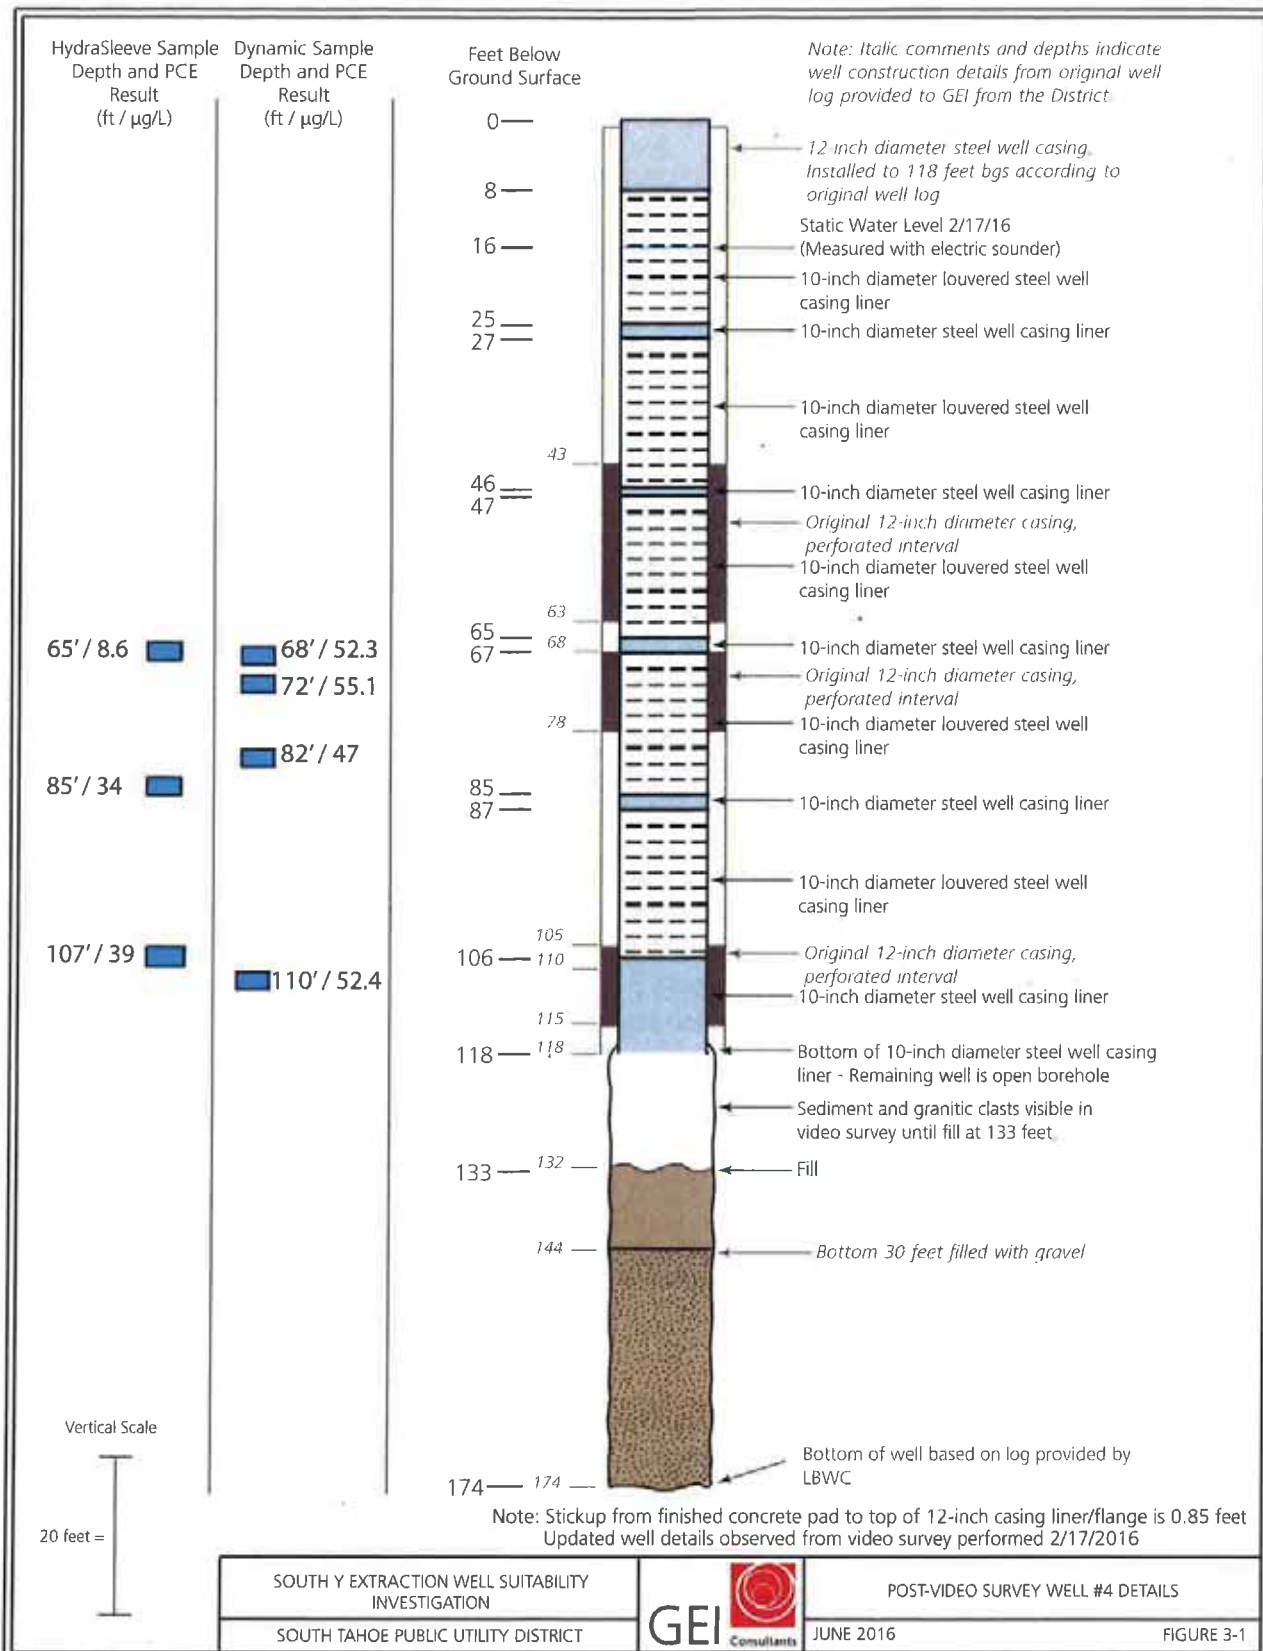 HydraSleeve Sample
Depth and PCE
Result
(ft / µg/L)
Dynamic Sample
Depth and PCE
Result
(ft / µg/L)
Feet Below
Ground Surface
Note: Italic comments and depths indicate
well construction details from original well
log provided to GEI from the District
0
12-inch diameter steel well casing
Installed to 118 feet bgs according to
original well log
8
Static Water Level 2/17/16
(Measured with electric sounder)
16
10-inch diameter louvered steel well
casing liner
25
27
10-inch diameter steel well casing liner
10-inch diameter louvered steel well
casing liner
43
46
47
10-inch diameter steel well casing liner
Original 12-inch diameter casing,
perforated interval
10-inch diameter louvered steel well
casing liner
63
65
67
68
65' / 8.6
68' / 52.3
72' / 55.1
10-inch diameter steel well casing liner
Original 12-inch diameter casing,
perforated interval
10-inch diameter louvered steel well
casing liner
78
82' / 47
85' / 34
85
87
10-inch diameter steel well casing liner
10-inch diameter louvered steel well
casing liner
105
106
110
107' / 39
110' / 52.4
Original 12-inch diameter casing,
perforated interval
10-inch diameter steel well casing liner
115
118
118
Bottom of 10-inch diameter steel well casing
liner - Remaining well is open borehole
Sediment and granitic clasts visible in
video survey until fill at 133 feet
133
132
Fill
144
Bottom 30 feet filled with gravel
Vertical Scale
20 feet =
174
174
Bottom of well based on log provided by
LBWC
Note: Stickup from finished concrete pad to top of 12-inch casing liner/flange is 0.85 feet
Updated well details observed from video survey performed 2/17/2016
SOUTH Y EXTRACTION WELL SUITABILITY
INVESTIGATION
SOUTH TAHOE PUBLIC UTILITY DISTRICT
GEI
Consultants
POST-VIDEO SURVEY WELL #4 DETAILS
JUNE 2016
FIGURE 3-1